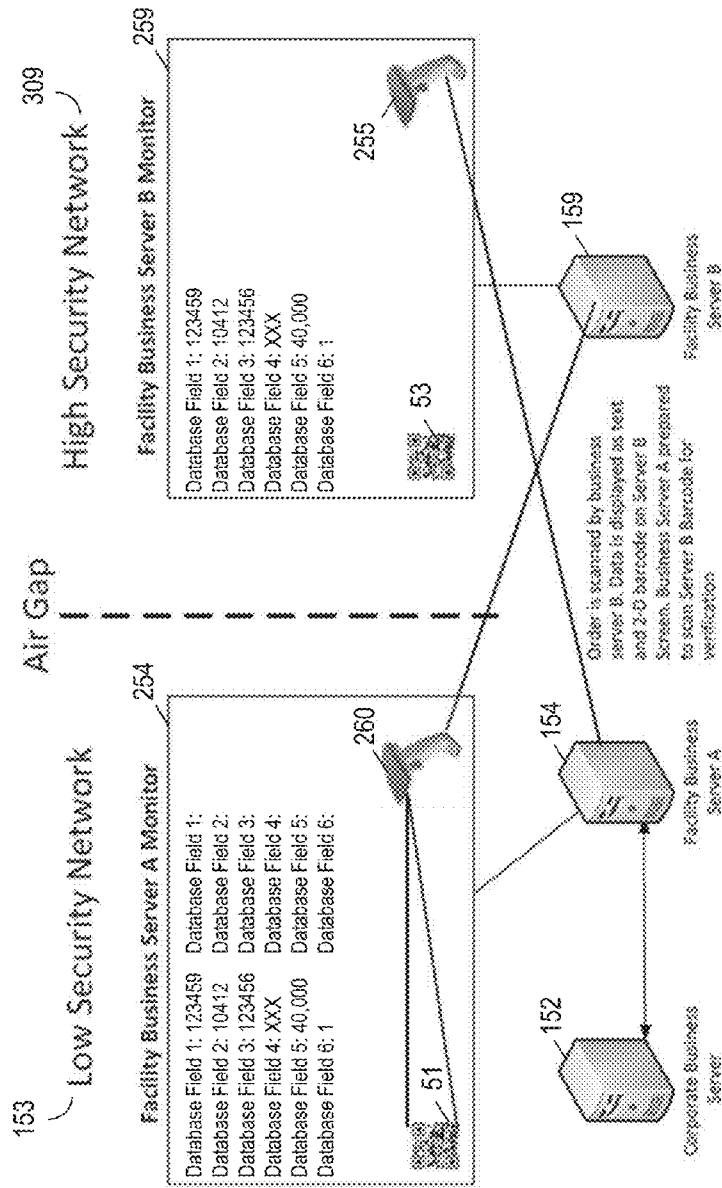 153
Low Security Network
Air Gap
High Security Network
309
Facility Business Server A Monitor
254
Database Field 1: 123459
Database Field 2: 10412
Database Field 3: 123456
Database Field 4: XXX
Database Field 5: 40,000
Database Field 6: 1
Database Field 1:
Database Field 2:
Database Field 3:
Database Field 4:
Database Field 5:
Database Field 6:
51
260
Facility Business Server B Monitor
259
Database Field 1: 123459
Database Field 2: 10412
Database Field 3: 123456
Database Field 4: XXX
Database Field 5: 40,000
Database Field 6: 1
53
255
152
Corporate Business
Server
154
Facility Business
Server A
Order is scanned by business
server B. Data is displayed as text
and 2-D barcode on Server B
Screen. Business Server A prepared
to scan Server B Barcode for
verification
159
Facility Business
Server B